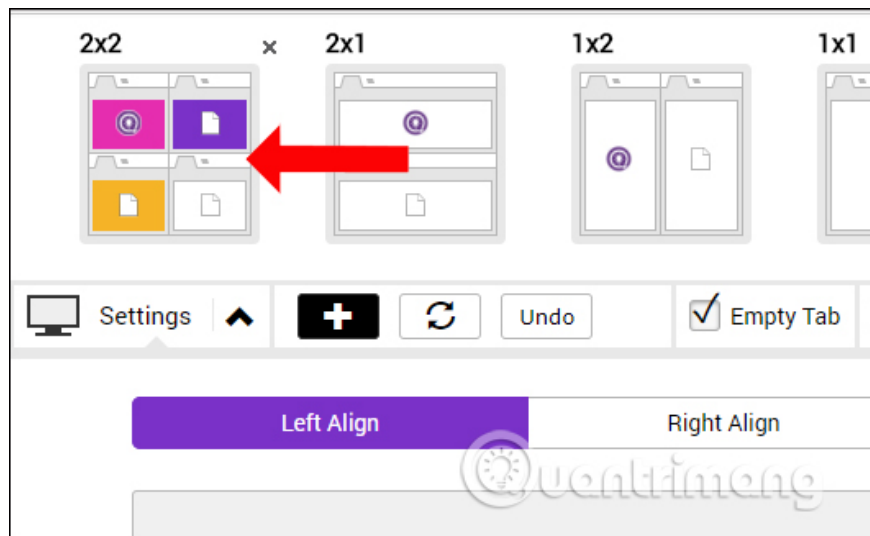 2x2 × 2x1 1x2 1x1
Settings Undo Empty Tab
Left Align Right Align
Quantrimang